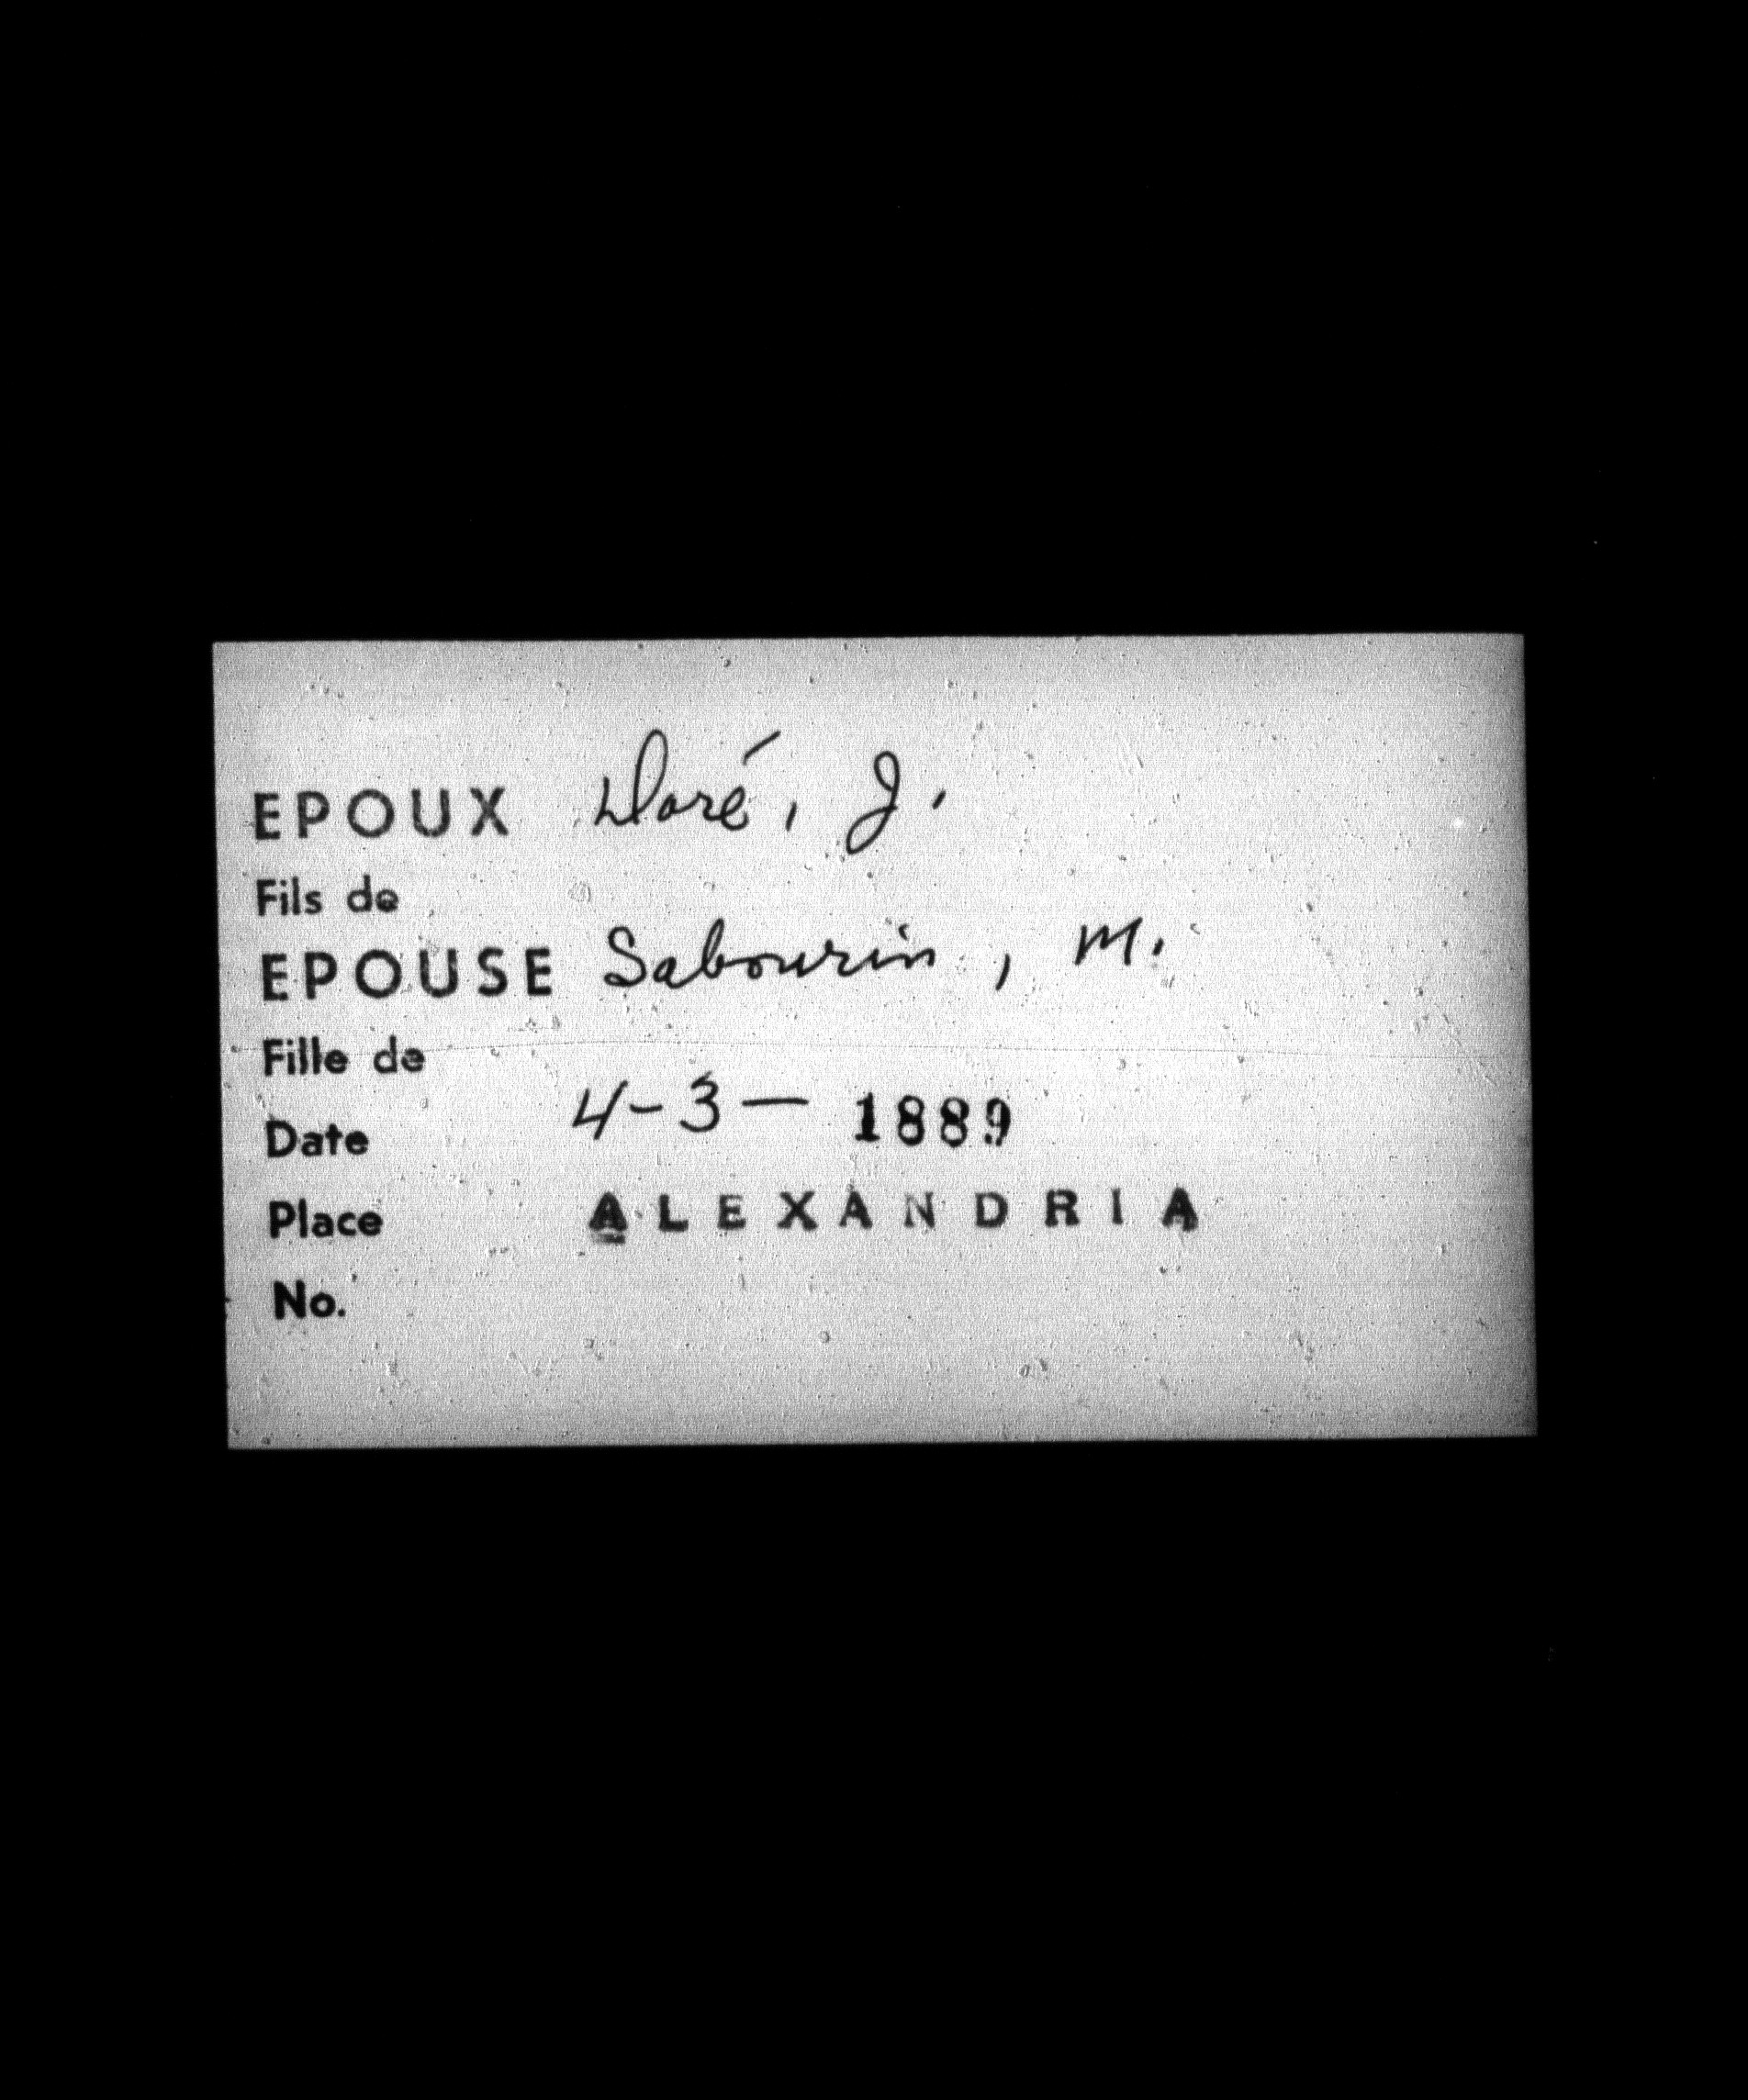 EPOUX Doré, J.
Fils de
EPOUSE Sabourin, M.
Fille de
Date 4-3- 1889
Place ALEXANDRIA
No.